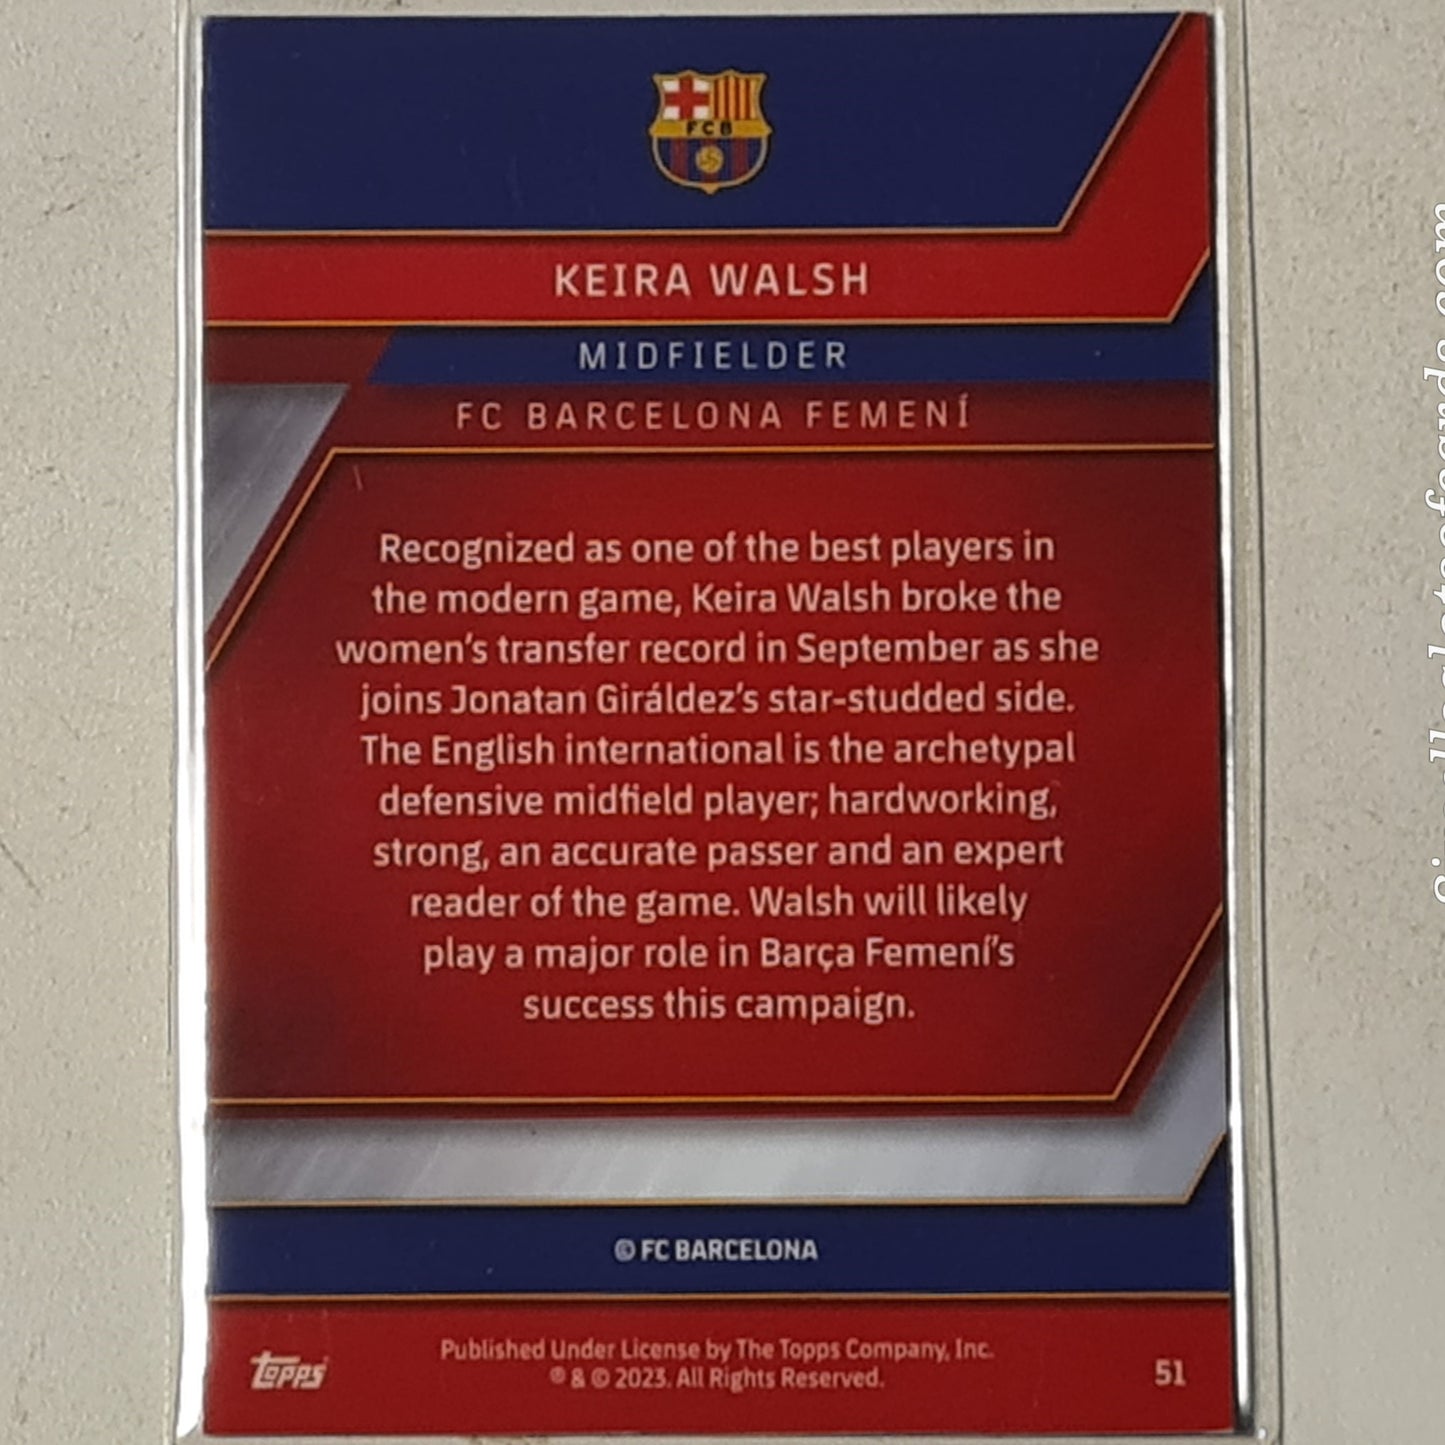 FCB
KEIRA WALSH
MIDFIELDER
FC BARCELONA FEMENÍ
Recognized as one of the best players in
the modern game, Keira Walsh broke the
women's transfer record in September as she
joins Jonatan Giráldez's star-studded side.
The English international is the archetypal
defensive midfield player; hardworking,
strong, an accurate passer and an expert
reader of the game. Walsh will likely
play a major role in Barça Femení's
success this campaign.
© FC BARCELONA
TOPPS
Published Under License by The Topps Company, Inc.
® & © 2023. All Rights Reserved.
51